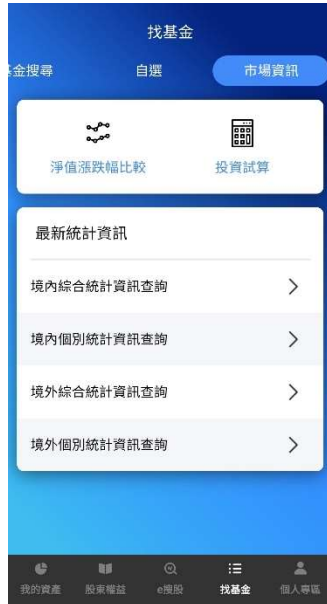 找基金
基金搜尋
自選
市場資訊
淨值漲跌幅比較
投資試算
最新統計資訊
境內綜合統計資訊查詢
境內個別統計資訊查詢
境外綜合統計資訊查詢
境外個別統計資訊查詢
我的資產
股東權益
e搜股
找基金
個人專區